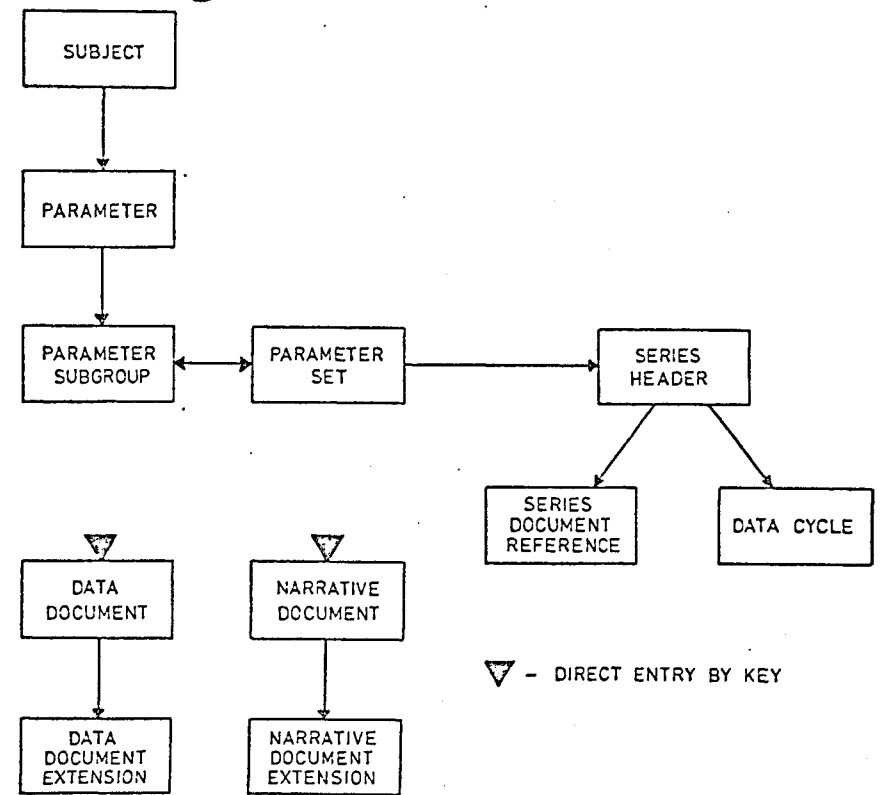 SUBJECT
PARAMETER
PARAMETER
SUBGROUP
PARAMETER
SET
SERIES
HEADER
SERIES
DOCUMENT
REFERENCE
DATA CYCLE
DATA
DOCUMENT
NARRATIVE
DOCUMENT
- DIRECT ENTRY BY KEY
DATA
DOCUMENT
EXTENSION
NARRATIVE
DOCUMENT
EXTENSION